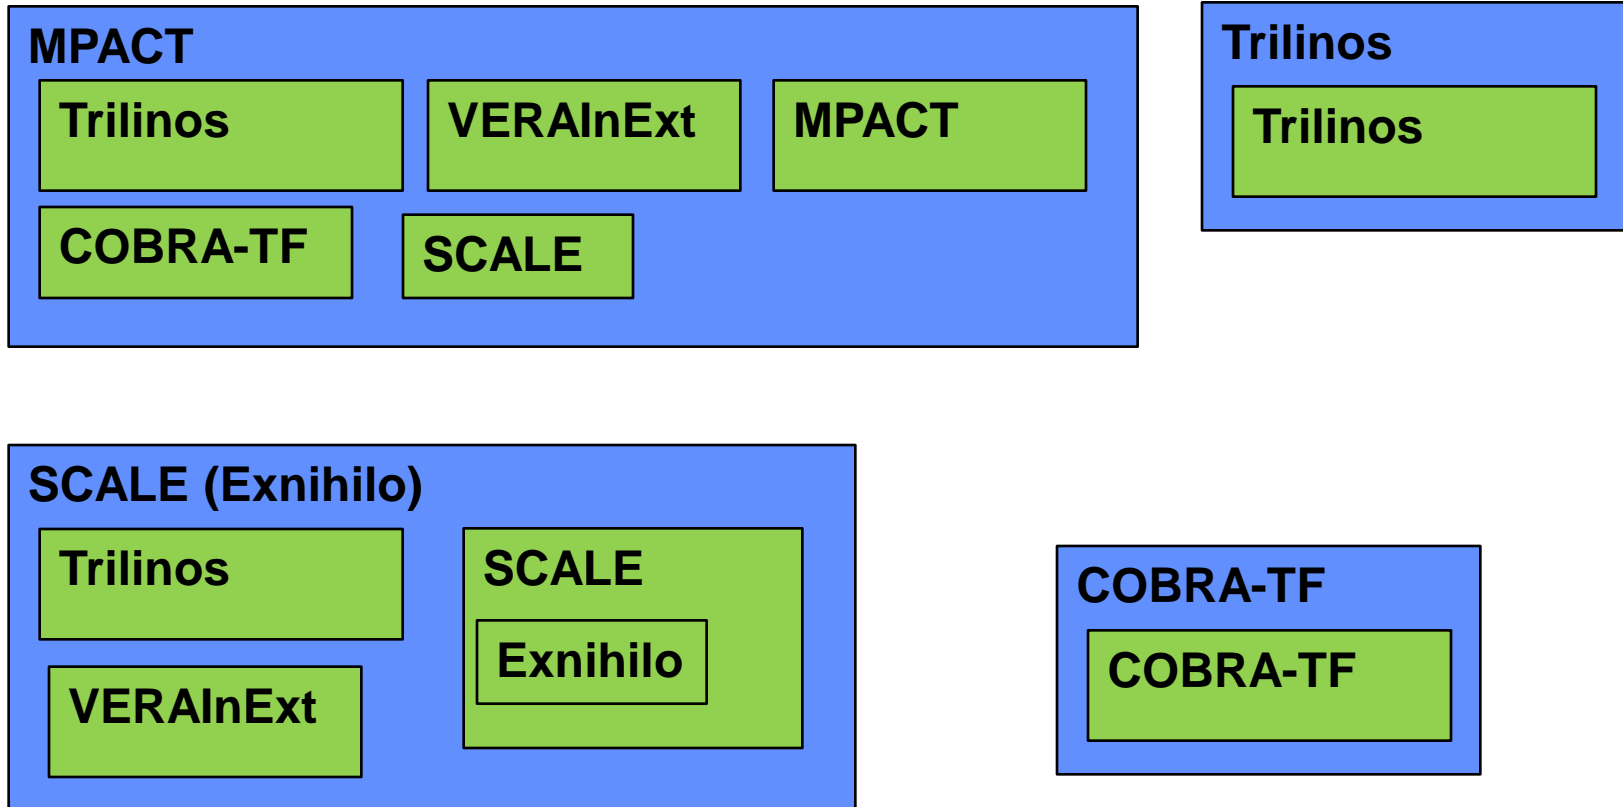 MPACT
Trilinos
VERAInExt
MPACT
COBRA-TF
SCALE
Trilinos
Trilinos
SCALE (Exnihilo)
Trilinos
SCALE
Exnihilo
VERAInExt
COBRA-TF
COBRA-TF